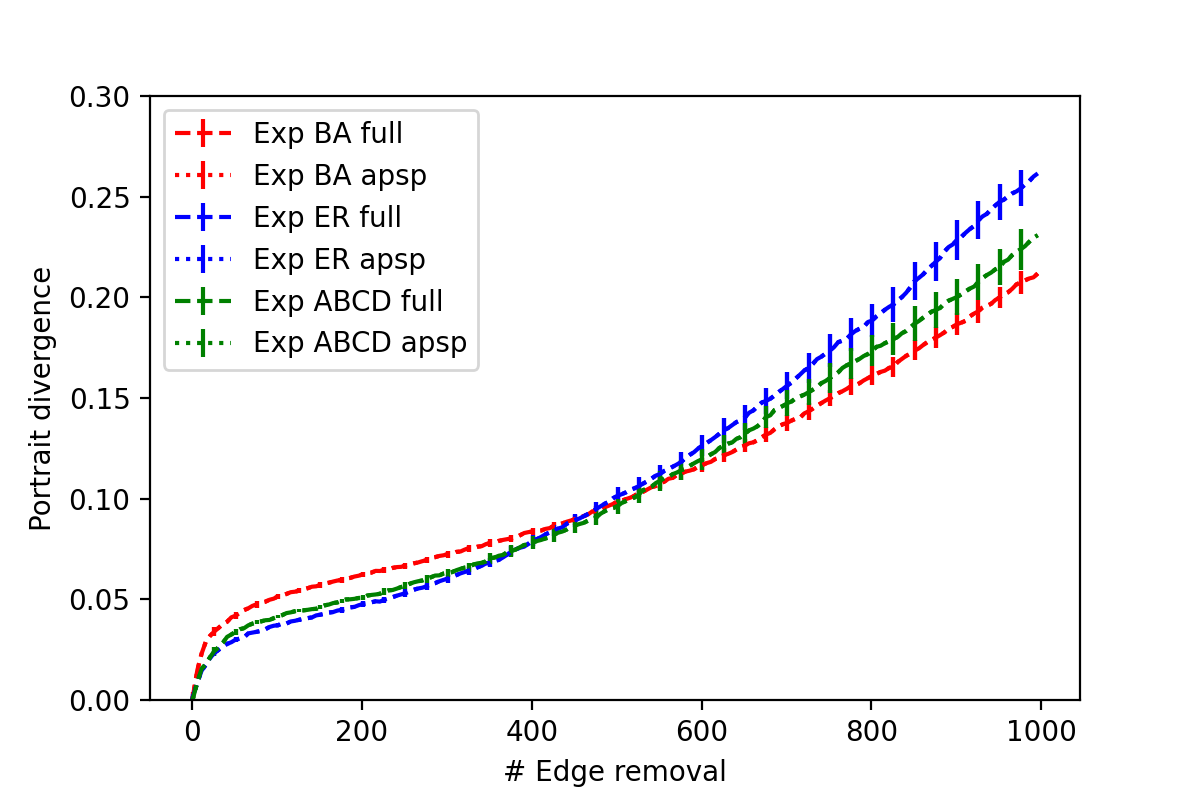 0.30
0.25
0.20
0.15
0.10
0.05
0.00
Portrait divergence
Exp BA full
Exp BA apsp
Exp ER full
Exp ER apsp
Exp ABCD full
Exp ABCD apsp
0 200 400 600 800 1000
# Edge removal